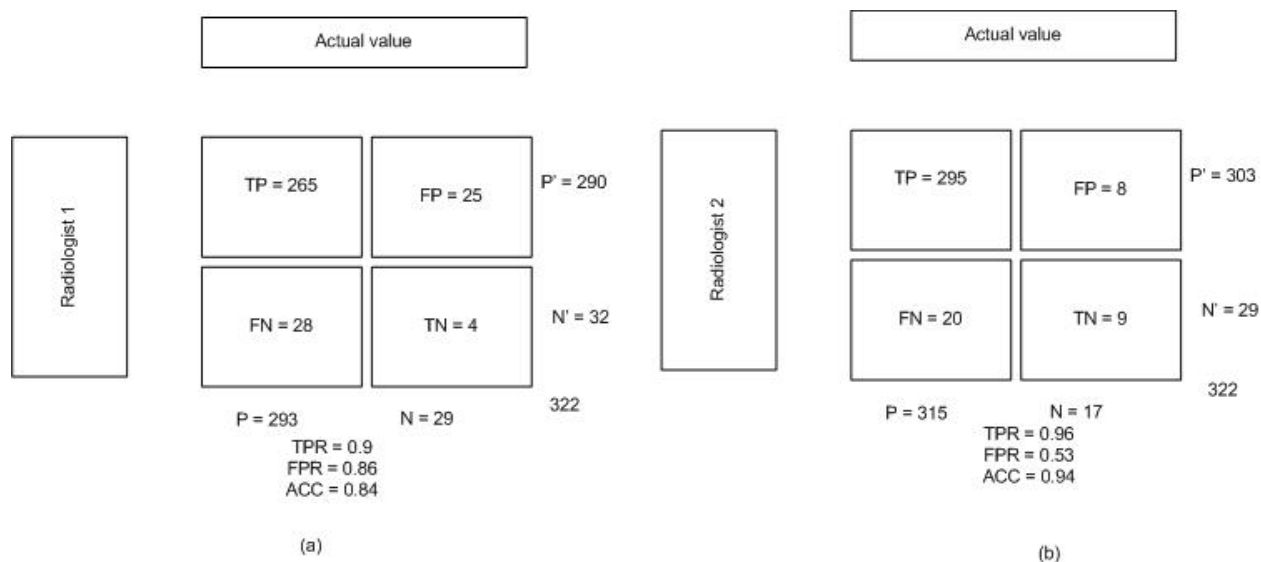 Actual value
Radiologist 1
TP = 265
FP = 25
P' = 290
FN = 28
TN = 4
N' = 32
322
P = 293
N = 29
TPR = 0.9
FPR = 0.86
ACC = 0.84
(a)
Actual value
Radiologist 2
TP = 295
FP = 8
P' = 303
FN = 20
TN = 9
N' = 29
322
P = 315
N = 17
TPR = 0.96
FPR = 0.53
ACC = 0.94
(b)